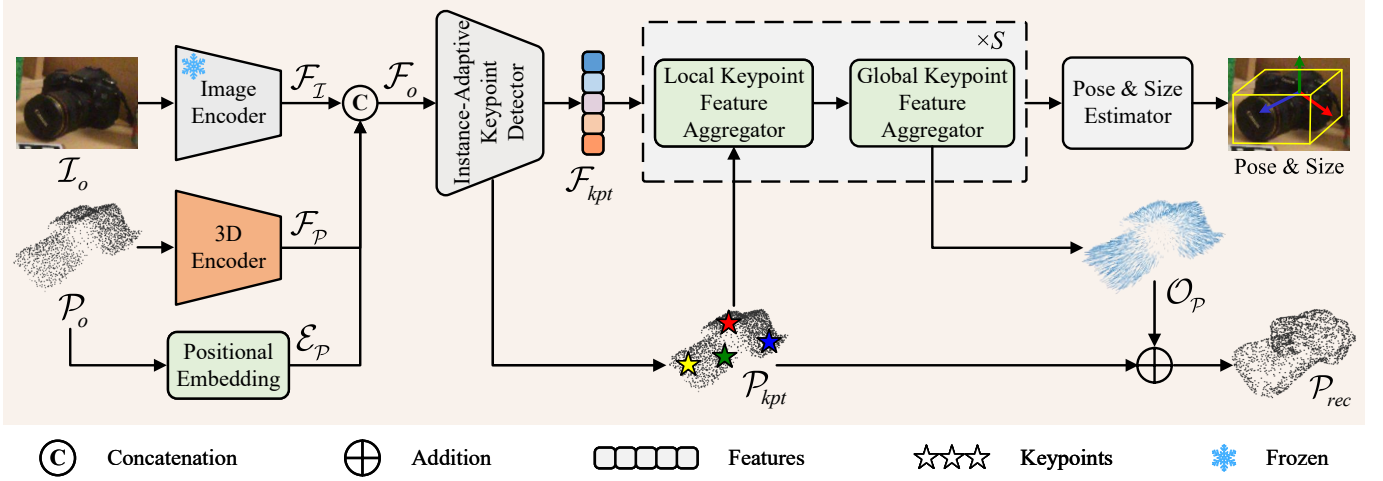 Image
Encoder
3D
Encoder
Positional
Embedding
C
Instance-Adaptive
Keypoint
Detector
×S
Local Keypoint
Feature
Aggregator
Global Keypoint
Feature
Aggregator
Pose & Size
Estimator
Pose & Size
I_o
P_o
F_I
F_P
E_P
F_o
F_kpt
P_kpt
O_P
P_rec
C Concatenation
Addition
Features
Keypoints
Frozen